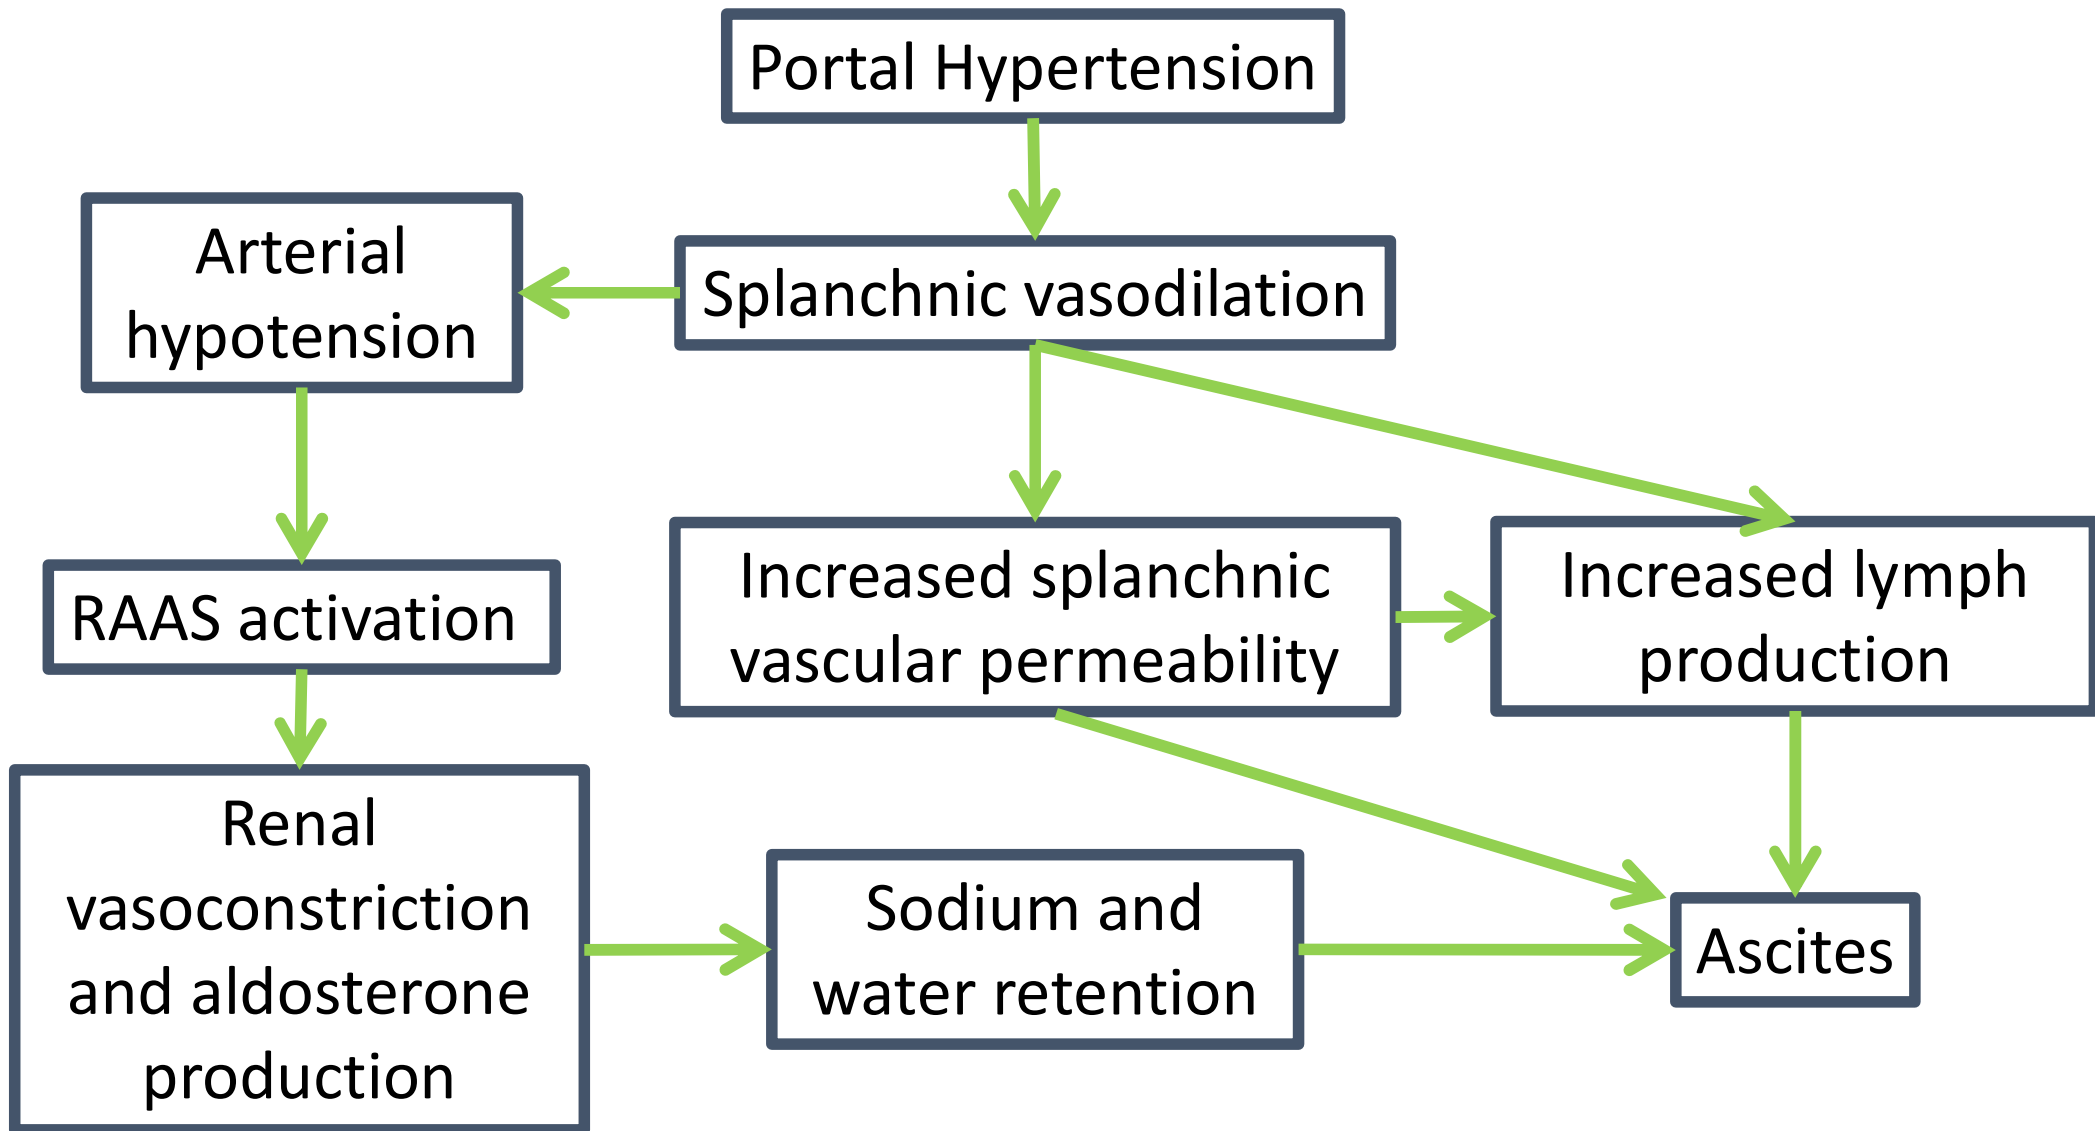 Portal Hypertension
Arterial
hypotension
Splanchnic vasodilation
RAAS activation
Increased splanchnic
vascular permeability
Increased lymph
production
Renal
vasoconstriction
and aldosterone
production
Sodium and
water retention
Ascites